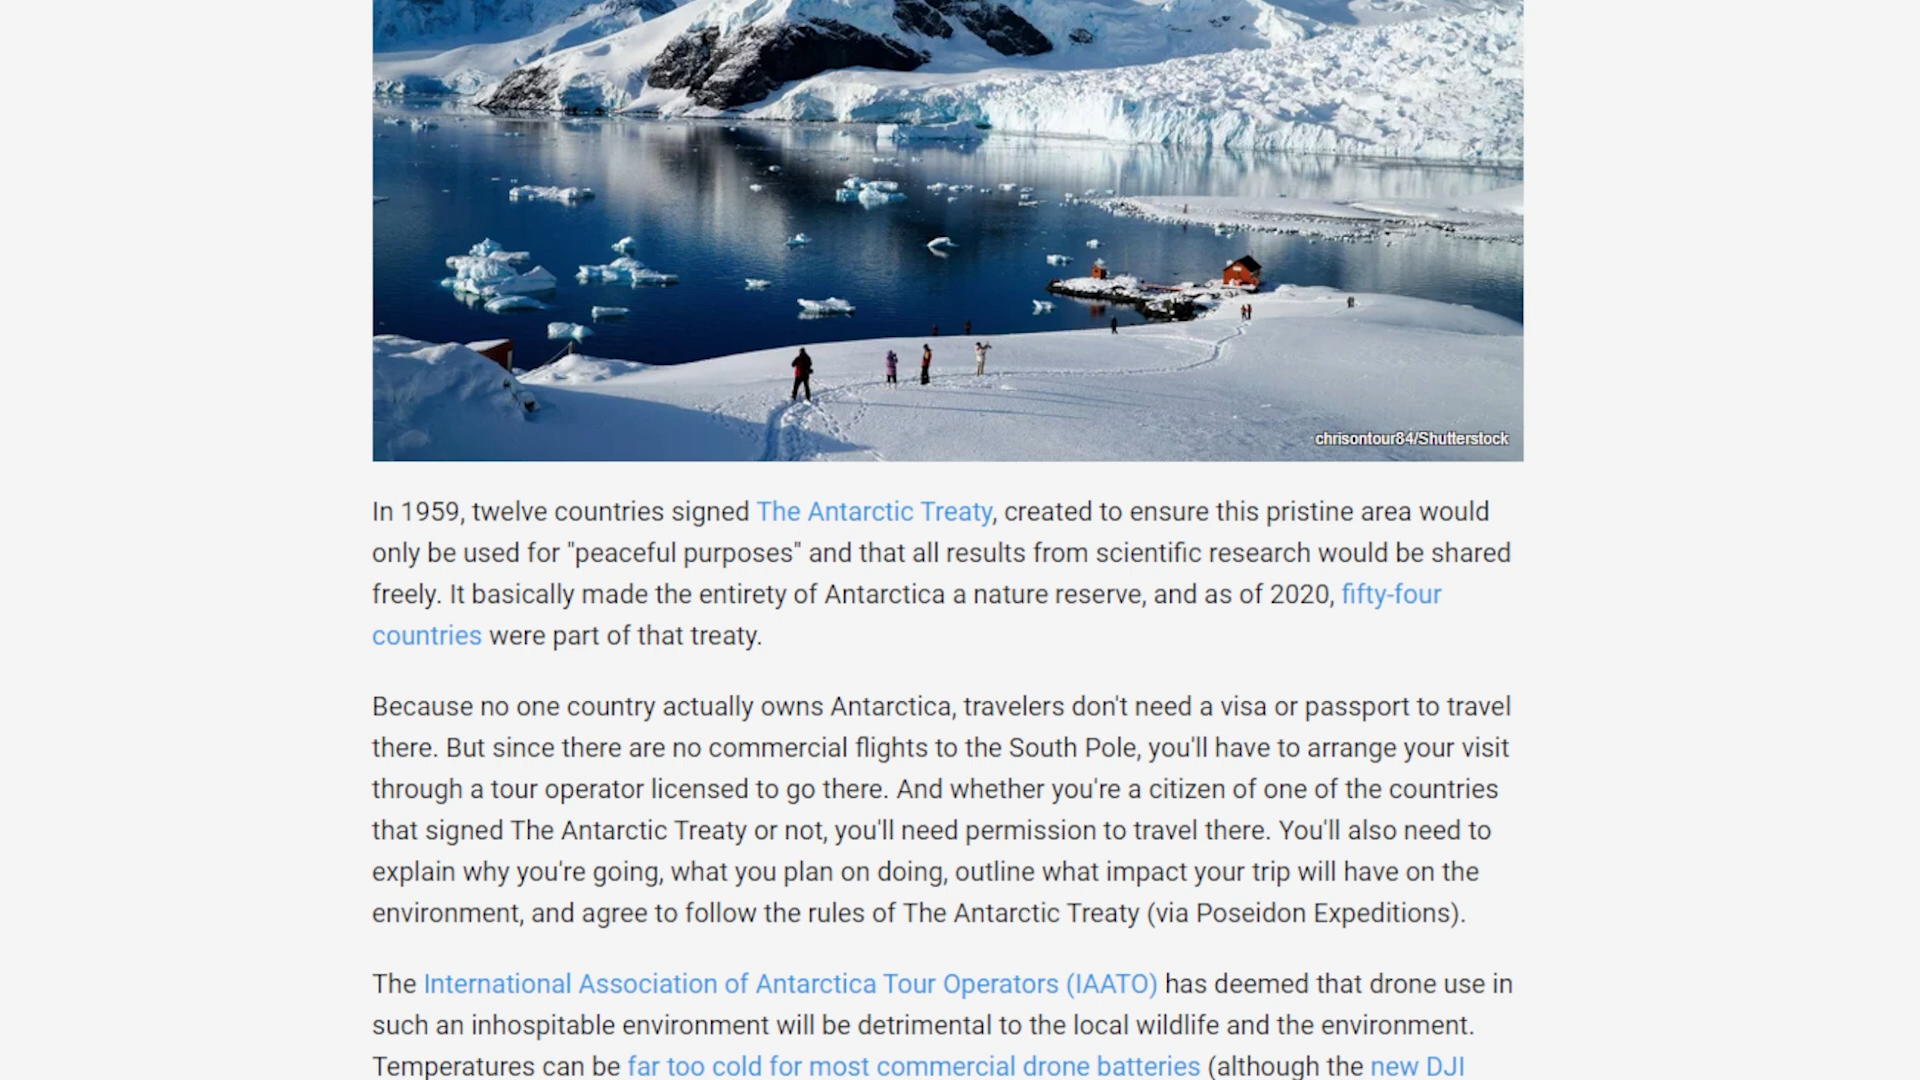 chrisontour84/Shutterstock
In 1959, twelve countries signed The Antarctic Treaty, created to ensure this pristine area would
only be used for "peaceful purposes" and that all results from scientific research would be shared
freely. It basically made the entirety of Antarctica a nature reserve, and as of 2020, fifty-four
countries were part of that treaty.
Because no one country actually owns Antarctica, travelers don't need a visa or passport to travel
there. But since there are no commercial flights to the South Pole, you'll have to arrange your visit
through a tour operator licensed to go there. And whether you're a citizen of one of the countries
that signed The Antarctic Treaty or not, you'll need permission to travel there. You'll also need to
explain why you're going, what you plan on doing, outline what impact your trip will have on the
environment, and agree to follow the rules of The Antarctic Treaty (via Poseidon Expeditions).
The International Association of Antarctica Tour Operators (IAATO) has deemed that drone use in
such an inhospitable environment will be detrimental to the local wildlife and the environment.
Temperatures can be far too cold for most commercial drone batteries (although the new DJI